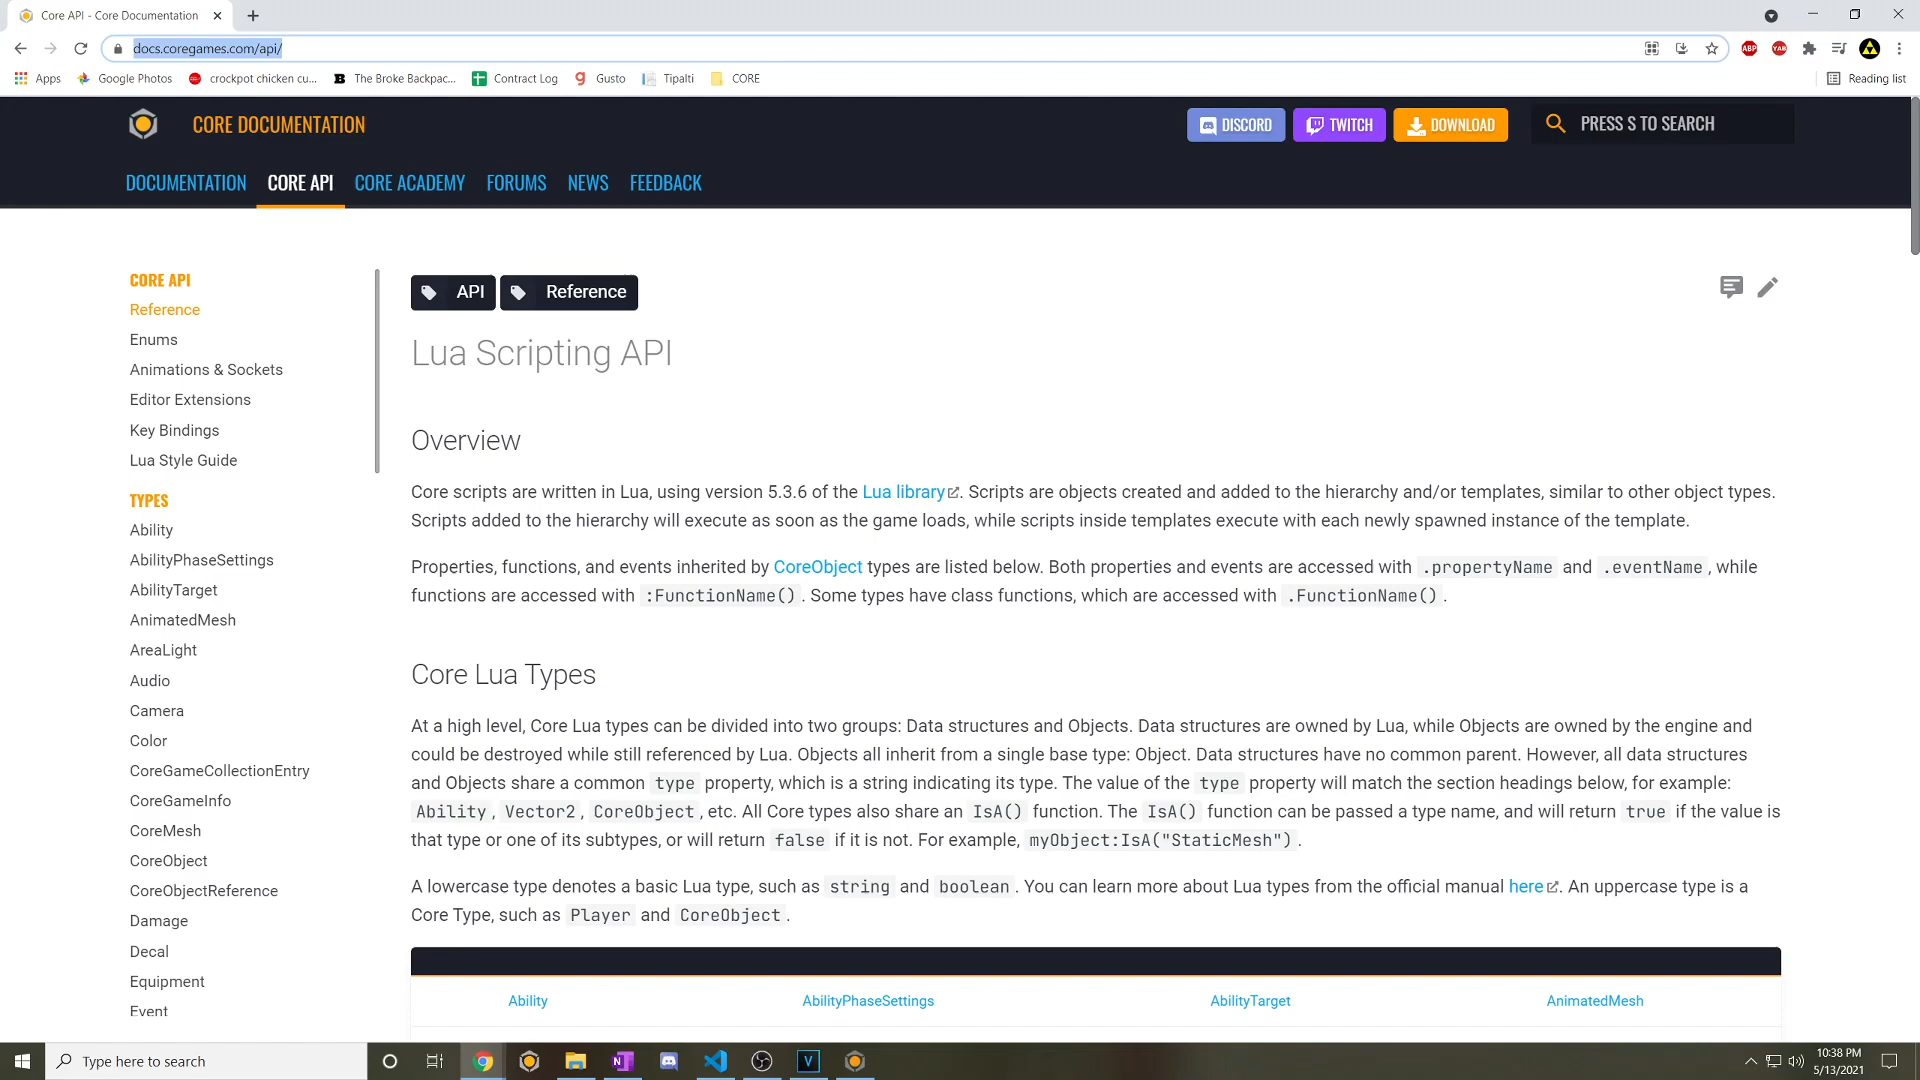 Core API - Core Documentation
docs.coregames.com/api/
ABP
YAB
Apps
Google Photos
crockpot chicken cu...
B
The Broke Backpac...
Contract Log
g
Gusto
Tipalti
CORE
Reading list
CORE DOCUMENTATION
DISCORD
TWITCH
DOWNLOAD
PRESS S TO SEARCH
DOCUMENTATION
CORE API
CORE ACADEMY
FORUMS
NEWS
FEEDBACK
CORE API
Reference
Enums
Animations & Sockets
Editor Extensions
Key Bindings
Lua Style Guide
TYPES
Ability
AbilityPhaseSettings
AbilityTarget
AnimatedMesh
AreaLight
Audio
Camera
Color
CoreGameCollectionEntry
CoreGameInfo
CoreMesh
CoreObject
CoreObjectReference
Damage
Decal
Equipment
Event
API
Reference
Lua Scripting API
Overview
Core scripts are written in Lua, using version 5.3.6 of the Lua library. Scripts are objects created and added to the hierarchy and/or templates, similar to other object types.
Scripts added to the hierarchy will execute as soon as the game loads, while scripts inside templates execute with each newly spawned instance of the template.
Properties, functions, and events inherited by CoreObject types are listed below. Both properties and events are accessed with .propertyName and .eventName, while
functions are accessed with :FunctionName(). Some types have class functions, which are accessed with .FunctionName().
Core Lua Types
At a high level, Core Lua types can be divided into two groups: Data structures and Objects. Data structures are owned by Lua, while Objects are owned by the engine and
could be destroyed while still referenced by Lua. Objects all inherit from a single base type: Object. Data structures have no common parent. However, all data structures
and Objects share a common type property, which is a string indicating its type. The value of the type property will match the section headings below, for example:
Ability, Vector2, CoreObject, etc. All Core types also share an IsA() function. The IsA() function can be passed a type name, and will return true if the value is
that type or one of its subtypes, or will return false if it is not. For example, myObject:IsA("StaticMesh").
A lowercase type denotes a basic Lua type, such as string and boolean. You can learn more about Lua types from the official manual here. An uppercase type is a
Core Type, such as Player and CoreObject.
Ability
AbilityPhaseSettings
AbilityTarget
AnimatedMesh
Type here to search
N
V
10:38 PM
5/13/2021